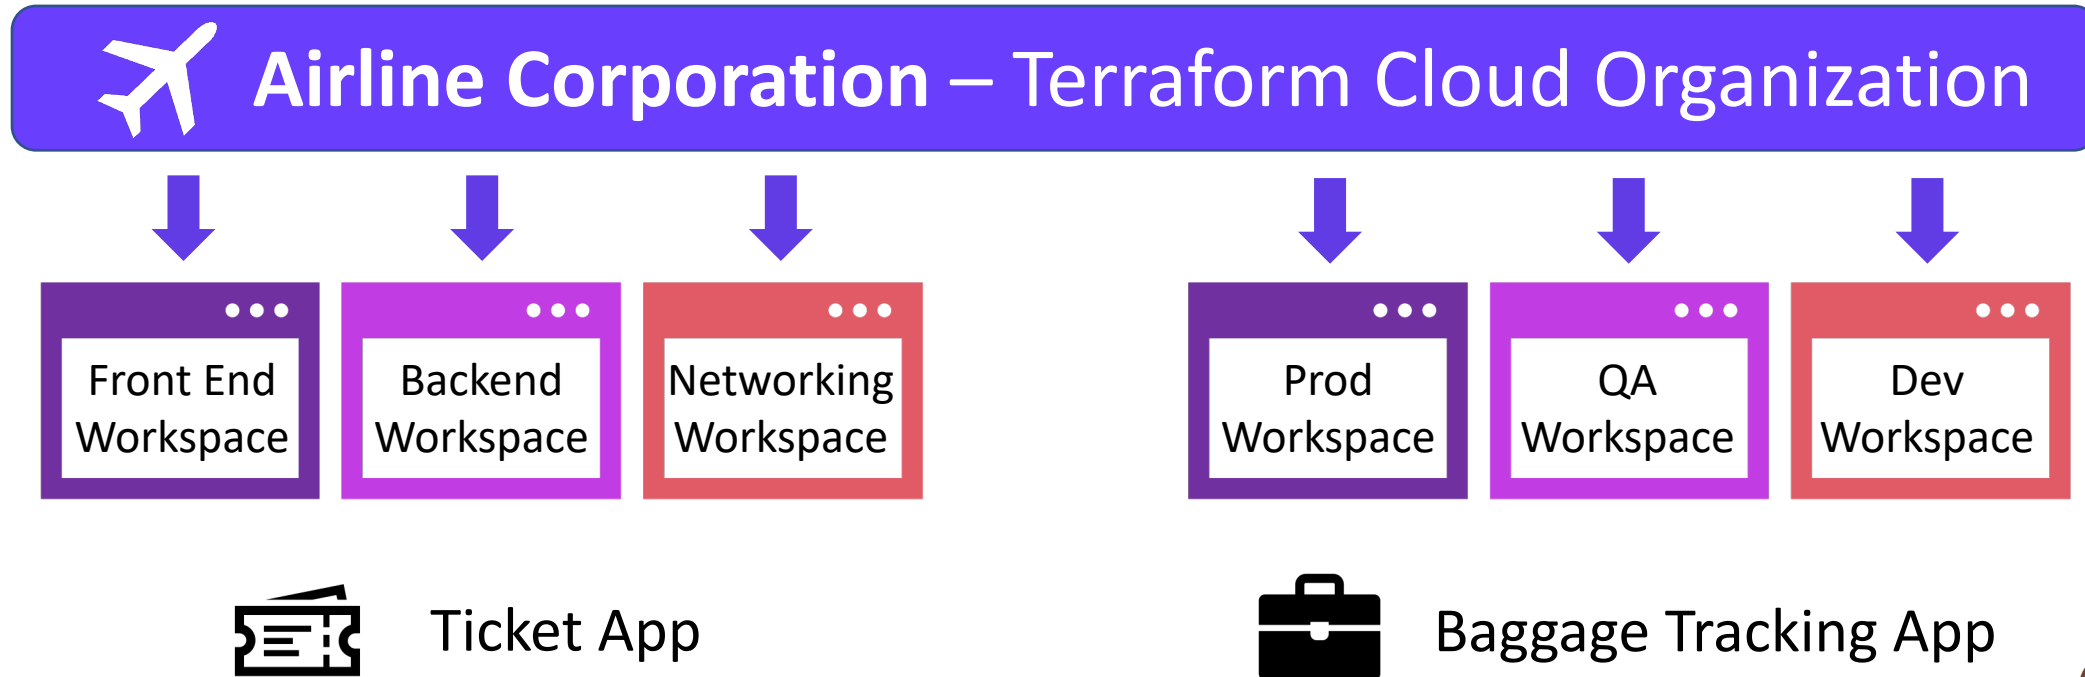 Airline Corporation – Terraform Cloud Organization
Front End
Workspace
Backend
Workspace
Networking
Workspace
Prod
Workspace
QA
Workspace
Dev
Workspace
Ticket App
Baggage Tracking App